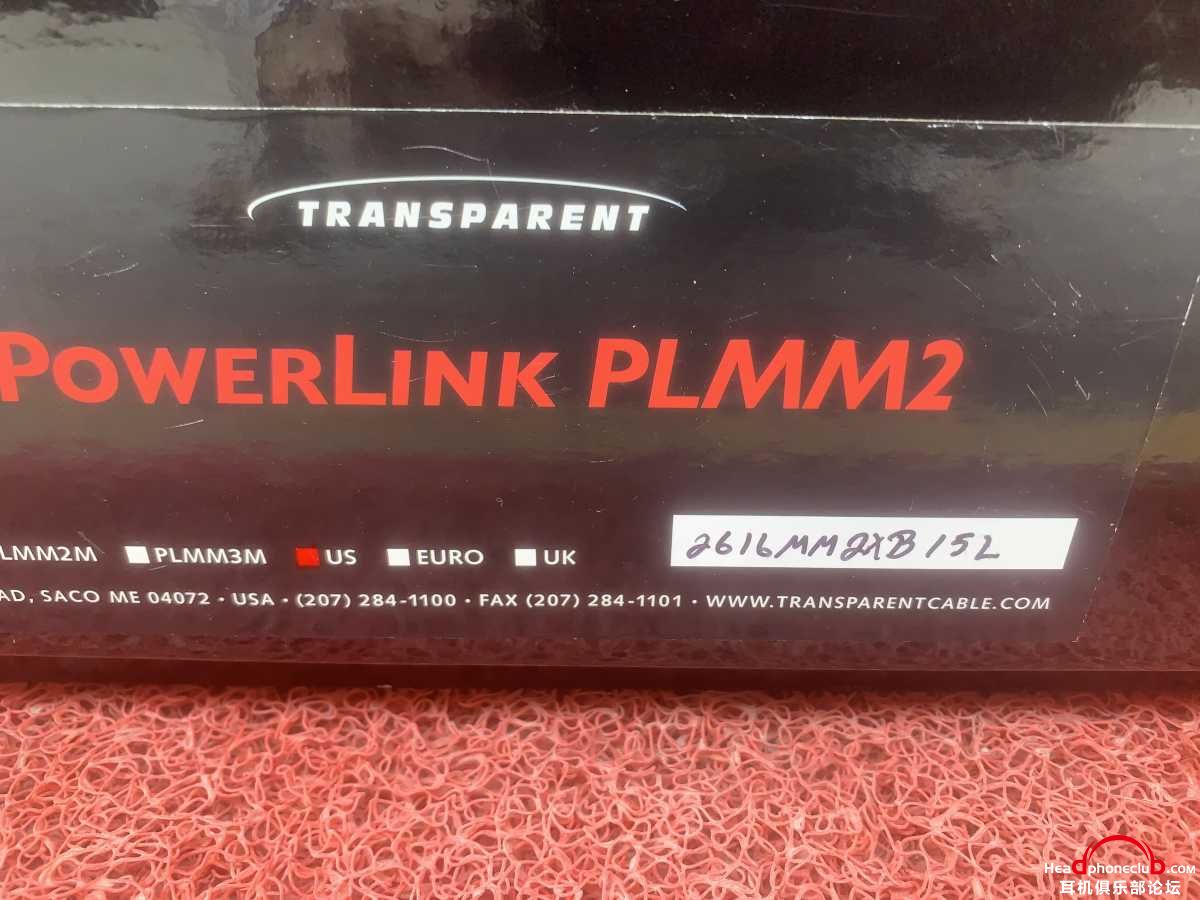 TRANSPARENT
POWERLINK PLMM2
LMM2M PLMM3M US EURO UK
2616MM2XB15L
AD, SACO ME 04072 • USA • (207) 284-1100 • FAX (207) 284-1101 • WWW.TRANSPARENTCABLE.COM
Headphoneclub.com
耳机俱乐部论坛